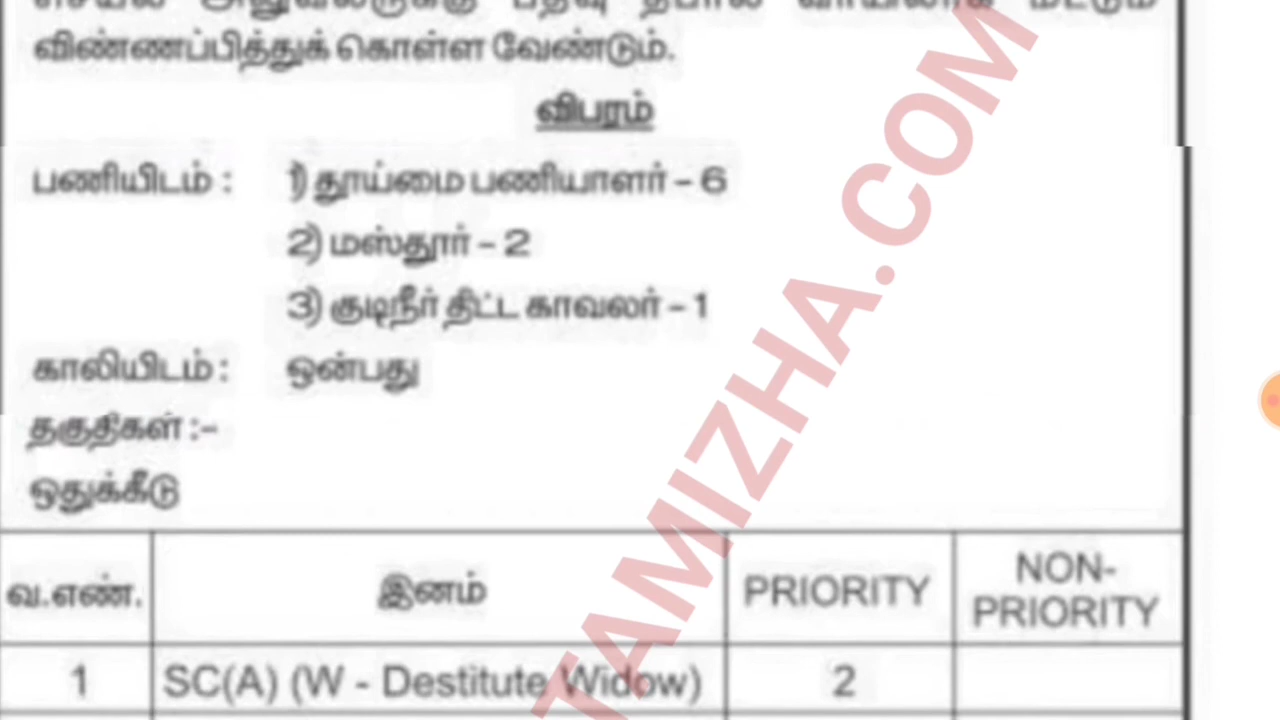 விண்ணப்பித்துக் கொள்ள வேண்டும்.
விபரம்
பணியிடம் : 1) தூய்மை பணியாளர் – 6
2) மஸ்தூர் – 2
3) குடிநீர் திட்ட காவலர் – 1
காலியிடம் : ஒன்பது
தகுதிகள் :–
ஒதுக்கீடு
வ.எண். இனம் PRIORITY NON-PRIORITY
1 SC(A) (W - Destitute Widow) 2
TAMIZHA.COM